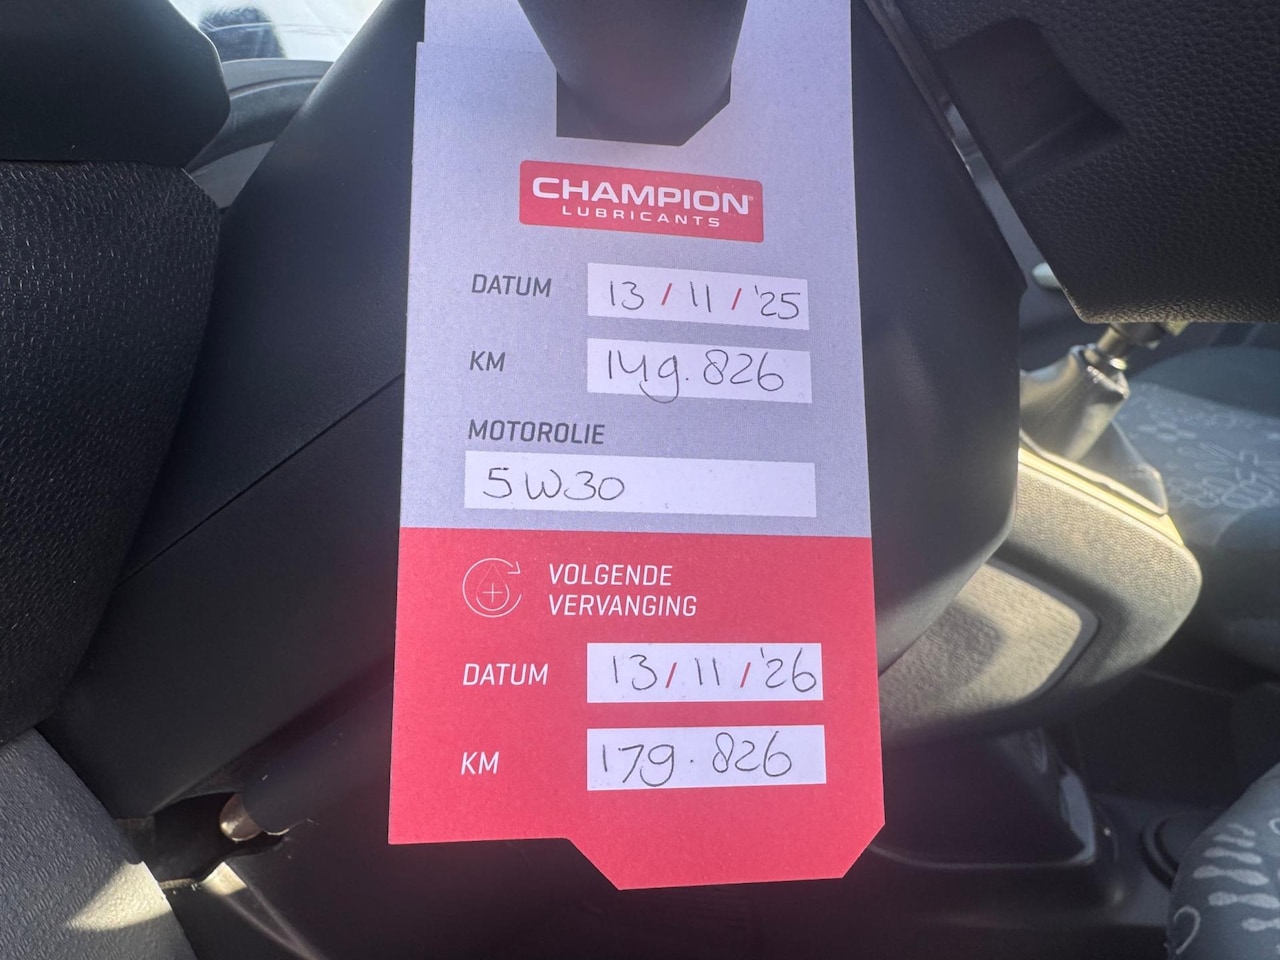 CHAMPION
LUBRICANTS
DATUM 13/11/'25
KM 149.826
MOTOROLIE
5W30
VOLGENDE
VERVANGING
DATUM 13/11/'26
KM 179.826